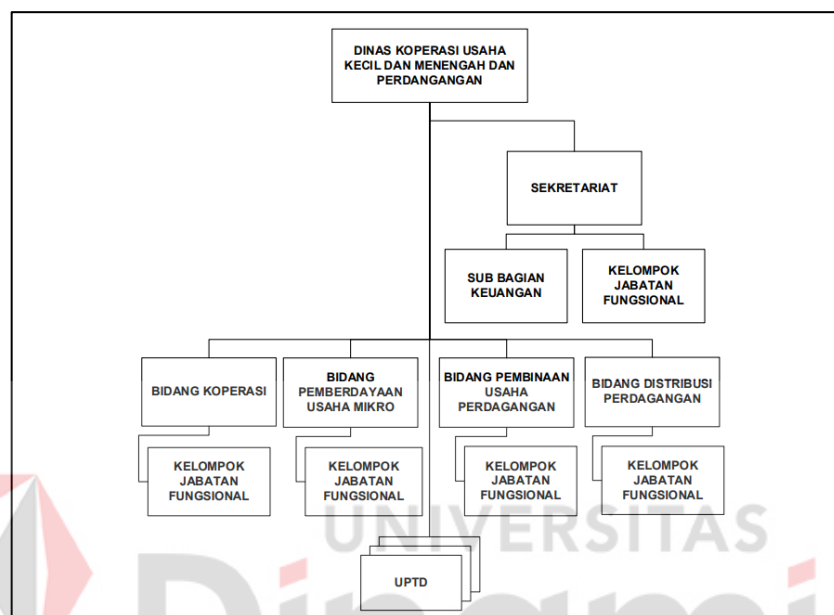 DINAS KOPERASI USAHA
KECIL DAN MENENGAH DAN
PERDANGANGAN
SEKRETARIAT
SUB BAGIAN
KEUANGAN
KELOMPOK
JABATAN
FUNGSIONAL
BIDANG KOPERASI
BIDANG
PEMBERDAYAAN
USAHA MIKRO
BIDANG PEMBINAAN
USAHA
PERDAGANGAN
BIDANG DISTRIBUSI
PERDAGANGAN
KELOMPOK
JABATAN
FUNGSIONAL
KELOMPOK
JABATAN
FUNGSIONAL
KELOMPOK
JABATAN
FUNGSIONAL
KELOMPOK
JABATAN
FUNGSIONAL
UNIVERSITAS
Dinami
UPTD